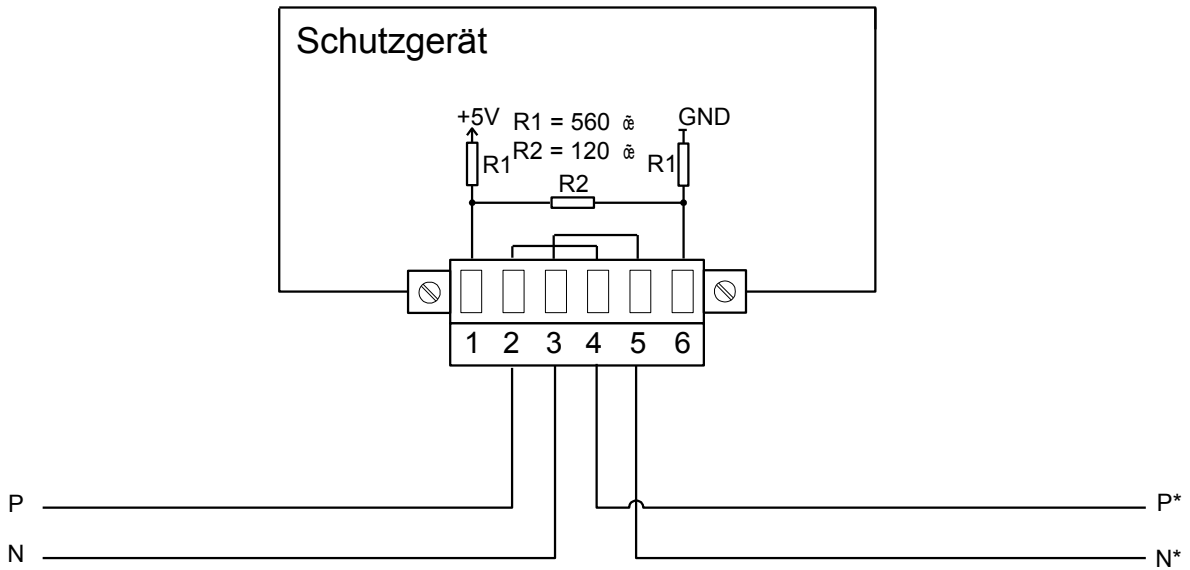 Schutzgerät
+5V
R1 = 560 æ̃
GND
R1
R2 = 120 æ̃
R1
R2
1 2 3 4 5 6
P
P*
N
N*